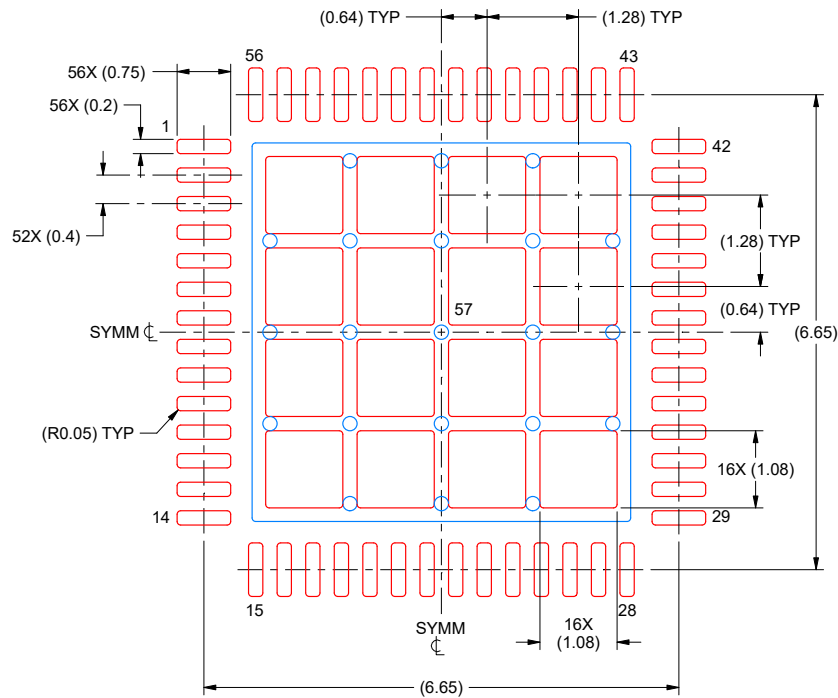 (0.64) TYP
(1.28) TYP
56
43
56X (0.75)
56X (0.2)
1
42
52X (0.4)
(1.28) TYP
57
(0.64) TYP
SYMM ℄
(6.65)
(R0.05) TYP
16X (1.08)
14
29
15
28
16X
(1.08)
SYMM
℄
(6.65)